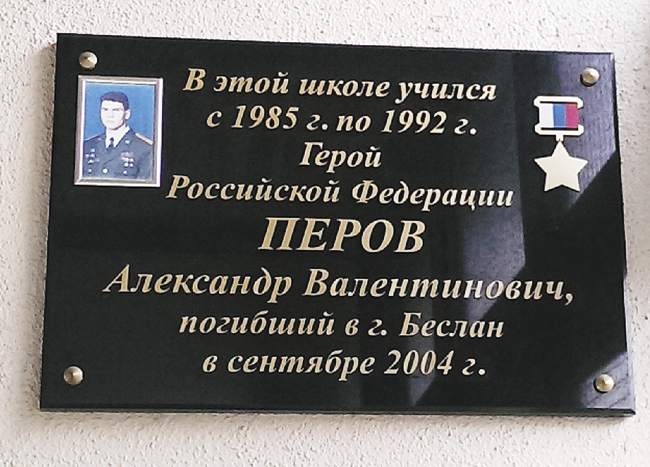 В этой школе учился
с 1985 г. по 1992 г.
Герой
Российской Федерации
ПЕРОВ
Александр Валентинович,
погибший в г. Беслан
в сентябре 2004 г.